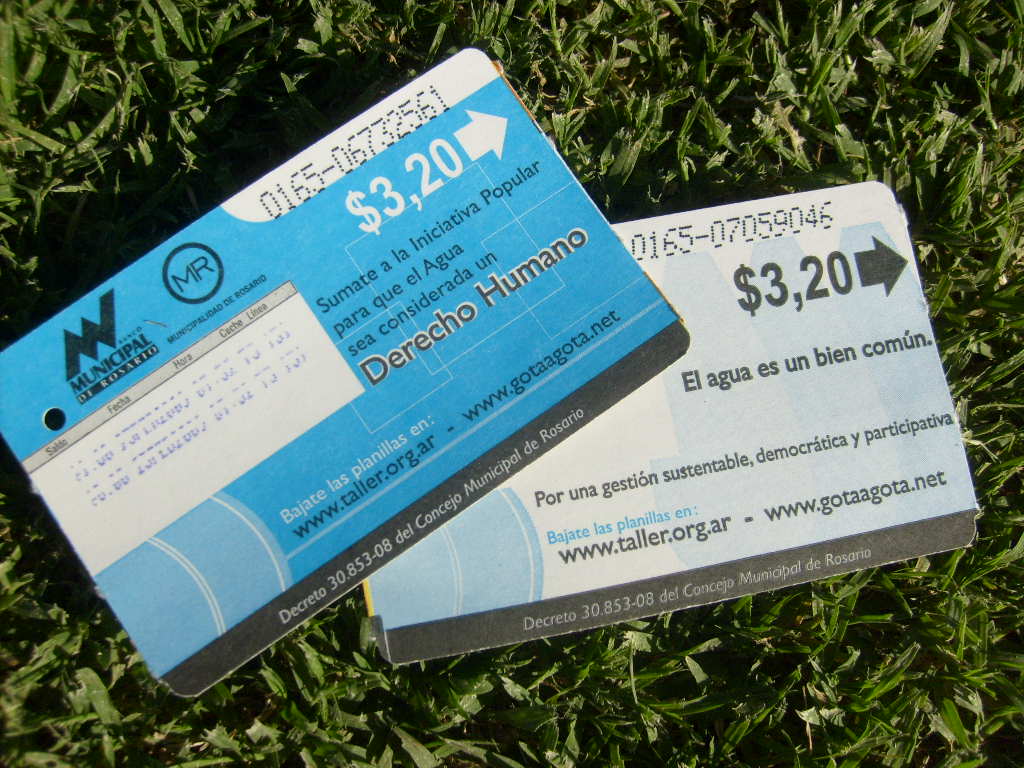 0165-06732561
$3,20
Sumate a la Iniciativa Popular
para que el Agua
sea considerada un
Derecho Humano
MR
MUNICIPALIDAD DE ROSARIO
BANCO
MUNICIPAL
DE ROSARIO
Saldo Fecha Hora Coche Línea
Bajate las planillas en:
www.taller.org.ar - www.gotaagota.net
Decreto 30.853-08 del Concejo Municipal de Rosario
0165-07059046
$3,20
El agua es un bien común.
Por una gestión sustentable, democrática y participativa
Bajate las planillas en:
www.taller.org.ar - www.gotaagota.net
Decreto 30.853-08 del Concejo Municipal de Rosario